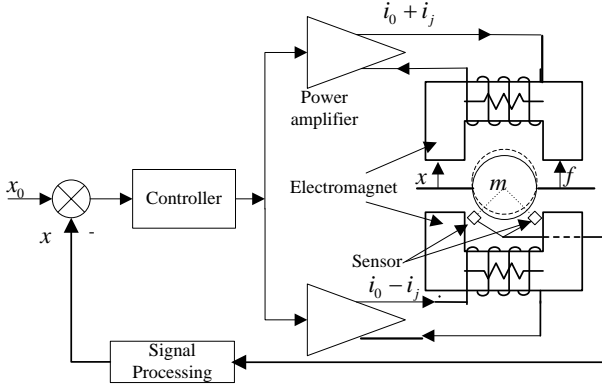 i₀ + iⱼ
Power
amplifier
x
f
m
Electromagnet
x₀
Controller
x
-
Sensor
i₀ − iⱼ
Signal
Processing